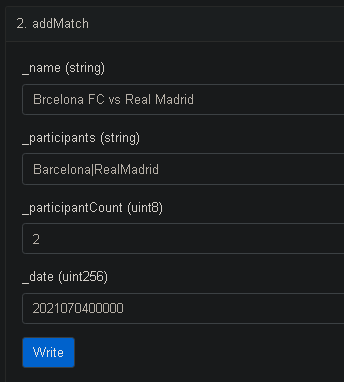 2. addMatch
_name (string)
Brcelona FC vs Real Madrid
_participants (string)
Barcelona|RealMadrid
_participantCount (uint8)
2
_date (uint256)
2021070400000
Write